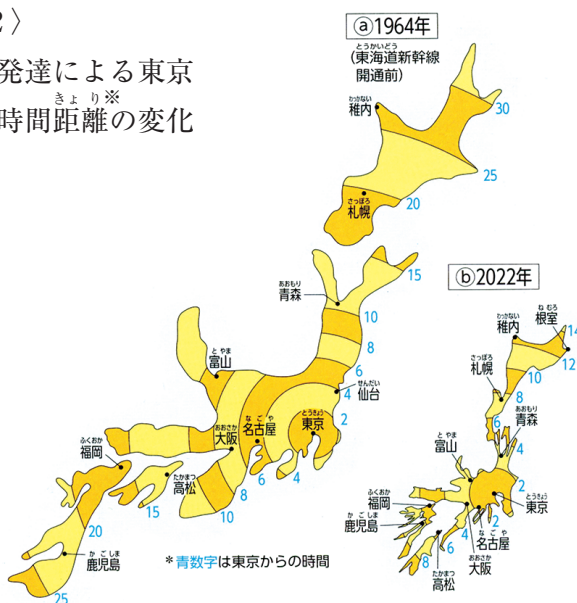 2〉
発達による東京
時間距離の変化
きょり※
ⓐ1964年
とうかいどう
(東海道新幹線
開通前)
わっかない
稚内
30
25
さっぽろ
札幌
20
15
あおもり
青森
10
8
6
とやま
富山
せんだい
仙台
4
2
とうきょう
東京
なごや
名古屋
おおさか
大阪
6
4
ふくおか
福岡
たかまつ
高松
8
10
15
20
かごしま
鹿児島
25
*青数字は東京からの時間
ⓑ2022年
わっかない
稚内
ねむろ
根室
14
12
10
さっぽろ
札幌
8
6
あおもり
青森
4
とやま
富山
2
とうきょう
東京
ふくおか
福岡
かごしま
鹿児島
2
なごや
名古屋
4
おおさか
大阪
6
たかまつ
高松
8